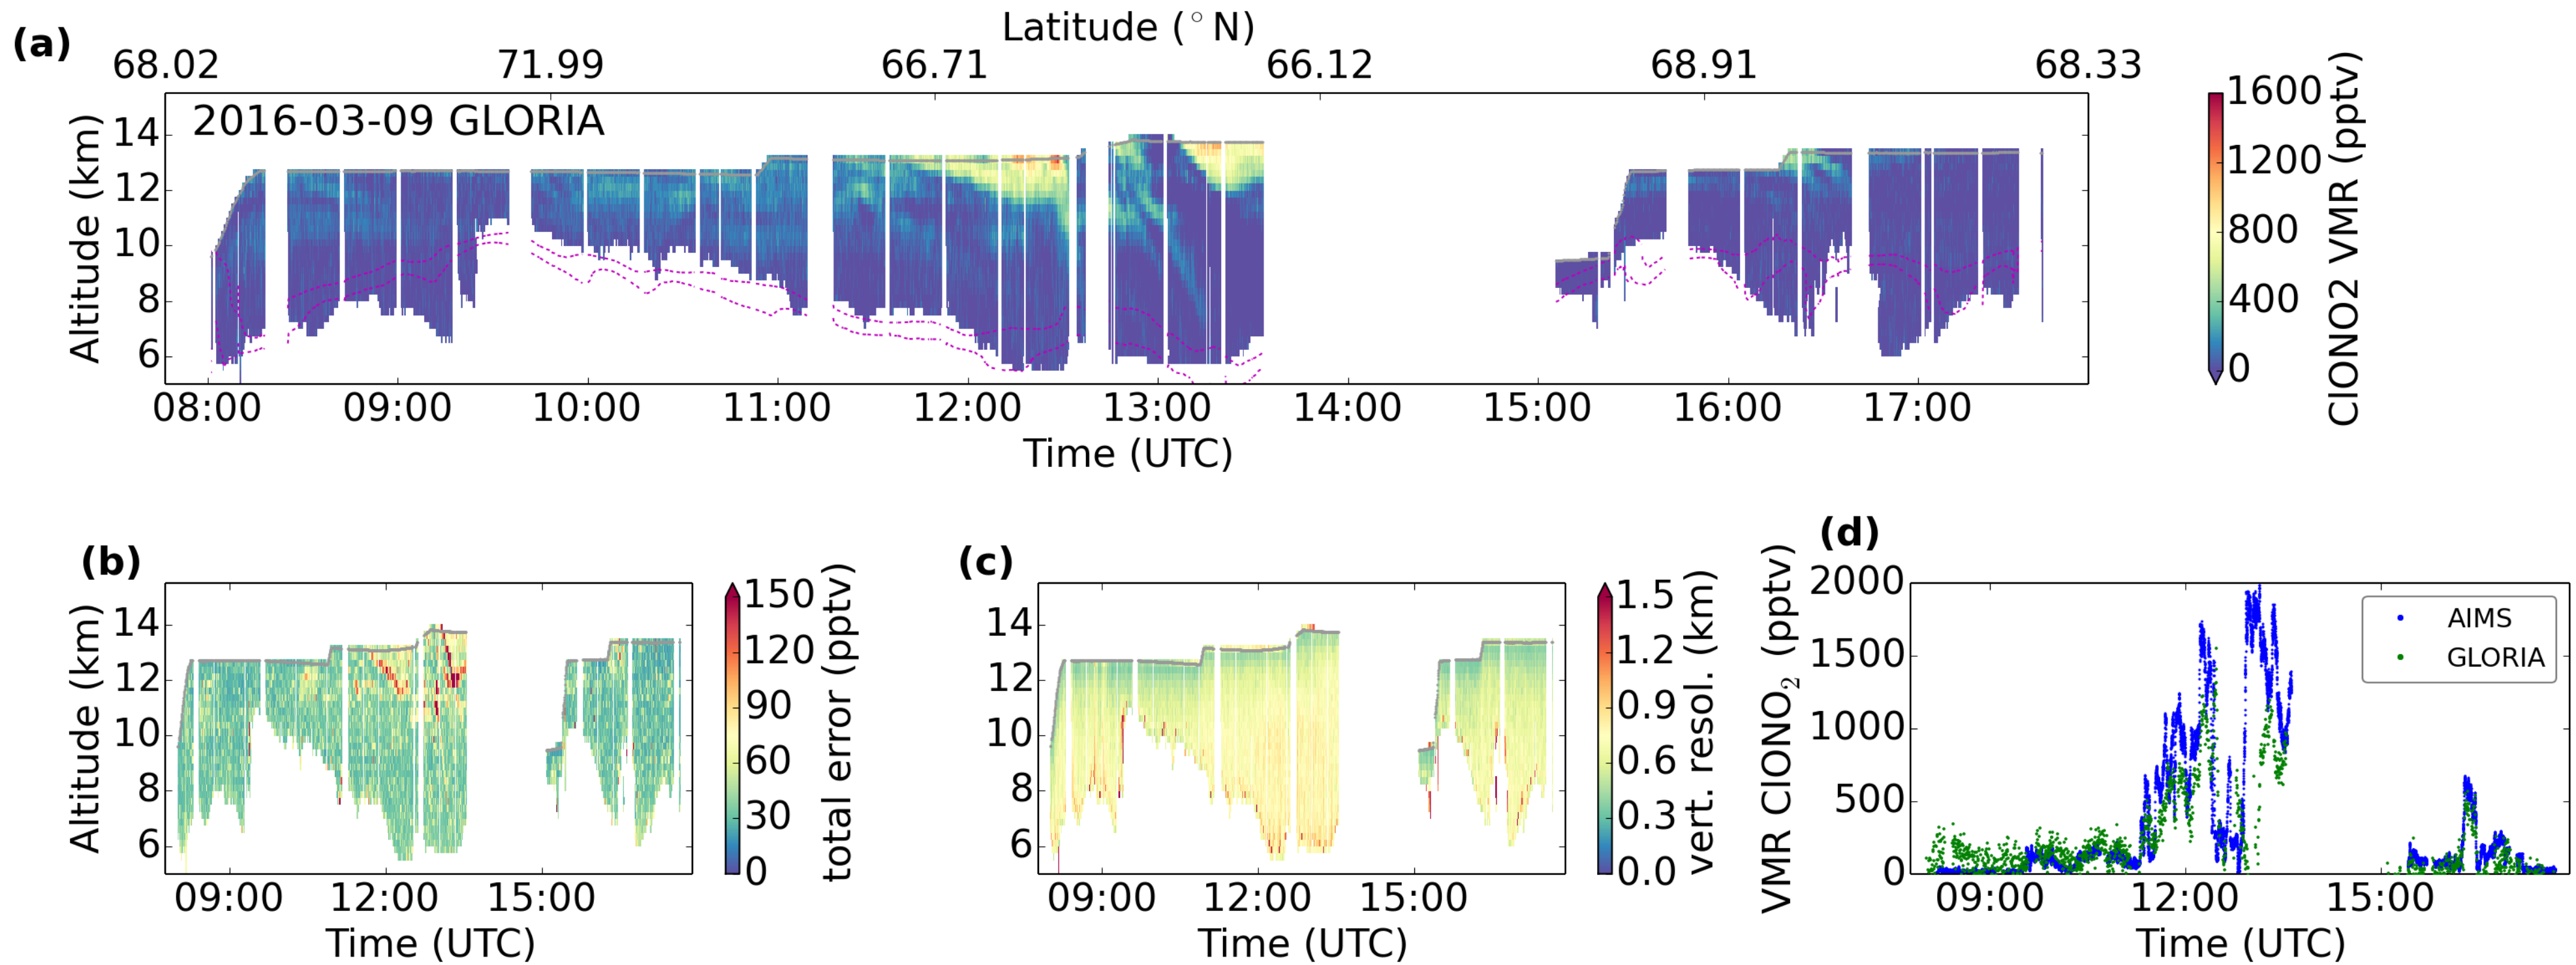 (a)
Latitude (°N)
68.02 71.99 66.71 66.12 68.91 68.33
2016-03-09 GLORIA
Altitude (km)
14
12
10
8
6
08:00 09:00 10:00 11:00 12:00 13:00 14:00 15:00 16:00 17:00
Time (UTC)
1600
1200
800
400
0
ClONO2 VMR (pptv)
(b)
Altitude (km)
14
12
10
8
6
09:00 12:00 15:00
Time (UTC)
150
120
90
60
30
0
total error (pptv)
(c)
14
12
10
8
6
09:00 12:00 15:00
Time (UTC)
1.5
1.2
0.9
0.6
0.3
0.0
vert. resol. (km)
(d)
VMR ClONO₂ (pptv)
2000
1500
1000
500
0
AIMS
GLORIA
09:00 12:00 15:00
Time (UTC)